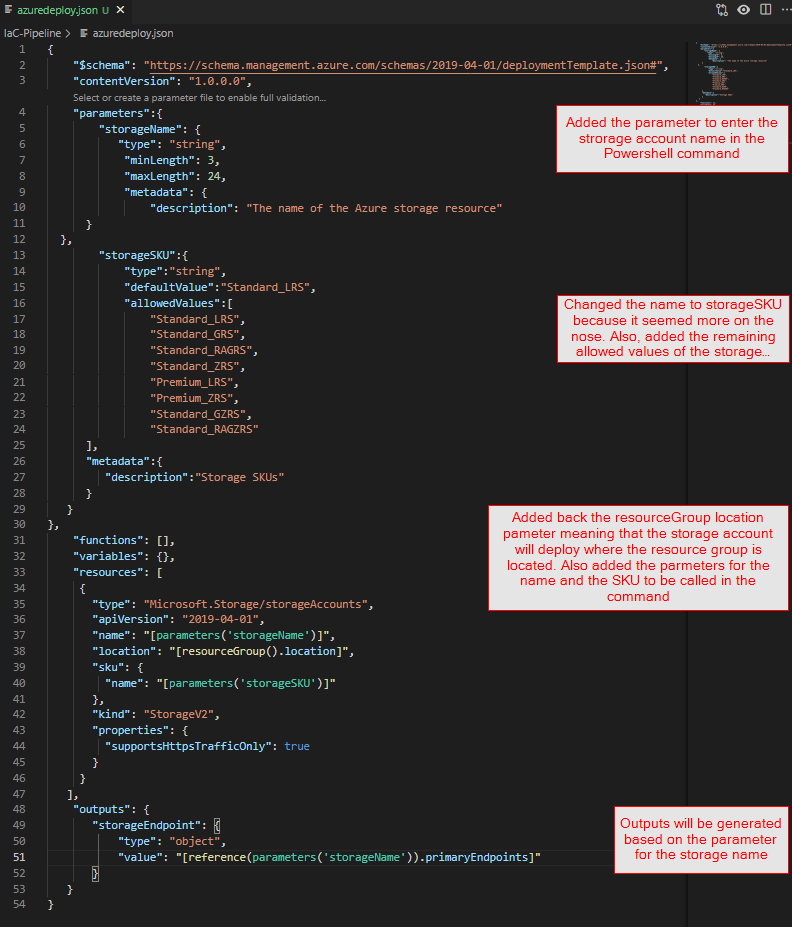 azuredeploy.json U
IaC-Pipeline > azuredeploy.json
1 {
2 "$schema": "https://schema.management.azure.com/schemas/2019-04-01/deploymentTemplate.json#",
3 "contentVersion": "1.0.0.0",
Select or create a parameter file to enable full validation...
4 "parameters":{
5 "storageName": {
6 "type": "string",
7 "minLength": 3,
8 "maxLength": 24,
9 "metadata": {
10 "description": "The name of the Azure storage resource"
11 }
12 },
13 "storageSKU":{
14 "type":"string",
15 "defaultValue":"Standard_LRS",
16 "allowedValues":[
17 "Standard_LRS",
18 "Standard_GRS",
19 "Standard_RAGRS",
20 "Standard_ZRS",
21 "Premium_LRS",
22 "Premium_ZRS",
23 "Standard_GZRS",
24 "Standard_RAGZRS"
25 ],
26 "metadata":{
27 "description":"Storage SKUs"
28 }
29 }
30 },
31 "functions": [],
32 "variables": {},
33 "resources": [
34 {
35 "type": "Microsoft.Storage/storageAccounts",
36 "apiVersion": "2019-04-01",
37 "name": "[parameters('storageName')]",
38 "location": "[resourceGroup().location]",
39 "sku": {
40 "name": "[parameters('storageSKU')]"
41 },
42 "kind": "StorageV2",
43 "properties": {
44 "supportsHttpsTrafficOnly": true
45 }
46 }
47 ],
48 "outputs": {
49 "storageEndpoint": {
50 "type": "object",
51 "value": "[reference(parameters('storageName')).primaryEndpoints]"
52 }
53 }
54 }
Added the parameter to enter the
strorage account name in the
Powershell command
Changed the name to storageSKU
because it seemed more on the
nose. Also, added the remaining
allowed values of the storage...
Added back the resourceGroup location
pameter meaning that the storage account
will deploy where the resource group is
located. Also added the parmeters for the
name and the SKU to be called in the
command
Outputs will be generated
based on the parameter
for the storage name